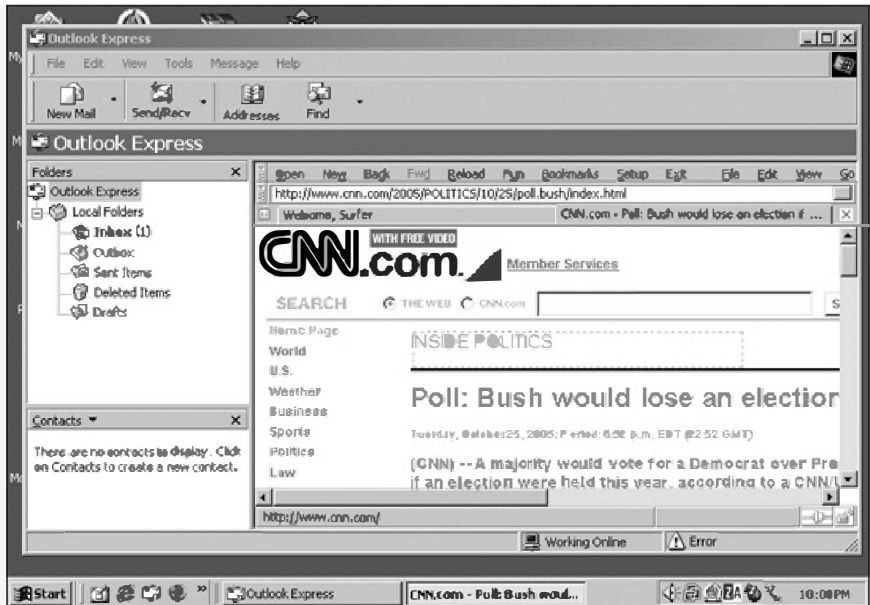 My
Outlook Express
File Edit View Tools Message Help
New Mail Send/Recv Addresses Find
Outlook Express
Folders
Outlook Express
Local Folders
Inbox (1)
Outbox
Sent Items
Deleted Items
Drafts
Contacts
There are no contacts to display. Click
on Contacts to create a new contact.
Open New Back Fwd Reload Run Bookmarks Setup Exit File Edit View Go
http://www.cnn.com/2005/POLITICS/10/25/poll.bush/index.html
Welcome, Surfer
CNN.com - Poll: Bush would lose an election if ...
CNN.com.
WITH FREE VIDEO
Member Services
SEARCH THE WEB CNN.com S
Home Page
World
U.S.
Weather
Business
Sports
Politics
Law
INSIDE POLITICS
Poll: Bush would lose an election
Tuesday, October 25, 2005; Posted: 6:52 p.m. EDT (22:52 GMT)
(CNN) -- A majority would vote for a Democrat over Pre
if an election were held this year, according to a CNN/U
http://www.cnn.com/
Working Online Error
Start Outlook Express CNN.com - Poll: Bush woul... 10:00 PM